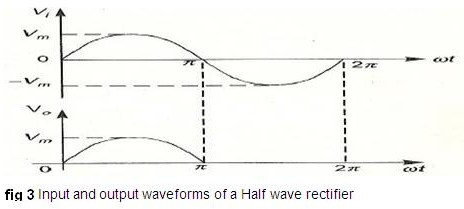 Vi
Vm
0
π
2π
ωt
-Vm
Vo
Vm
0
π
2π
ωt
fig 3 Input and output waveforms of a Half wave rectifier